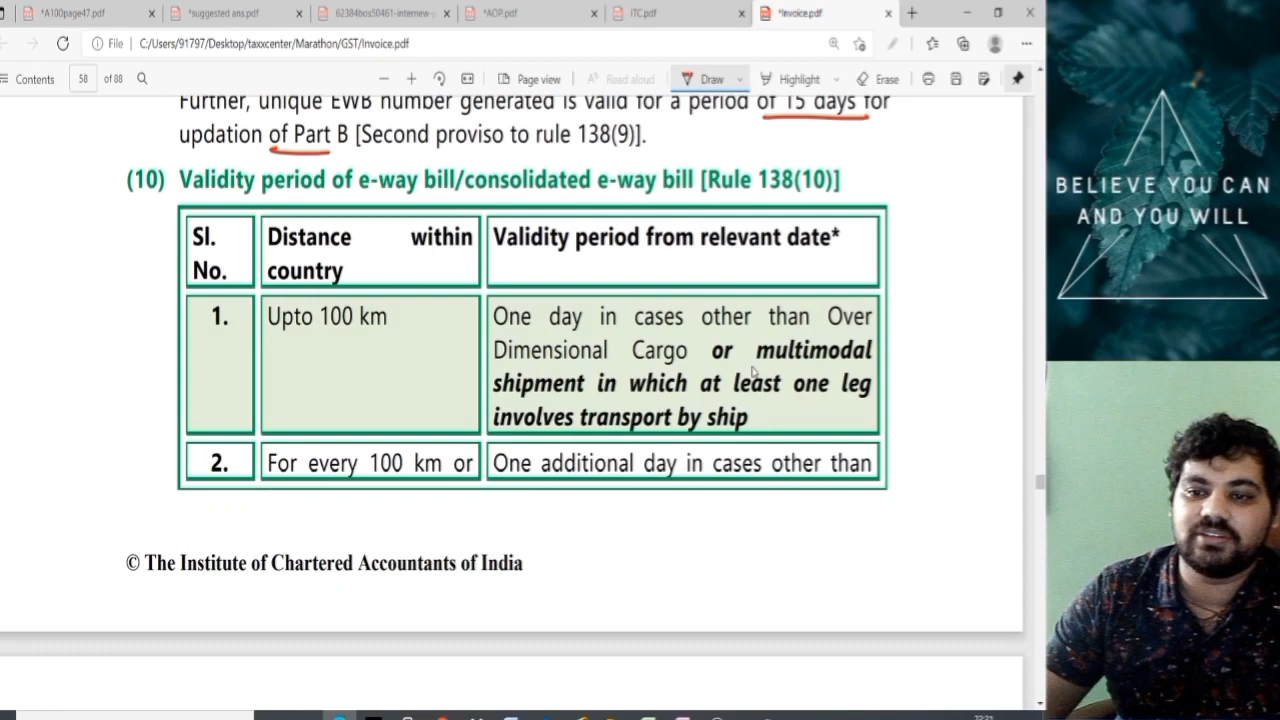 *A100page47.pdf
*suggested ans.pdf
62384bos50461-internew-p
*AOP.pdf
ITC.pdf
*Invoice.pdf
File
C:/Users/91797/Desktop/taxxcenter/Marathon/GST/Invoice.pdf
Contents
58
of 88
Page view
Read aloud
Draw
Highlight
Erase
Further, unique EWB number generated is valid for a period of 15 days for
updation of Part B [Second proviso to rule 138(9)].
(10) Validity period of e-way bill/consolidated e-way bill [Rule 138(10)]
Sl. No.
Distance within country
Validity period from relevant date*
1.
Upto 100 km
One day in cases other than Over
Dimensional Cargo or multimodal
shipment in which at least one leg
involves transport by ship
2.
For every 100 km or
One additional day in cases other than
© The Institute of Chartered Accountants of India
BELIEVE YOU CAN
AND YOU WILL